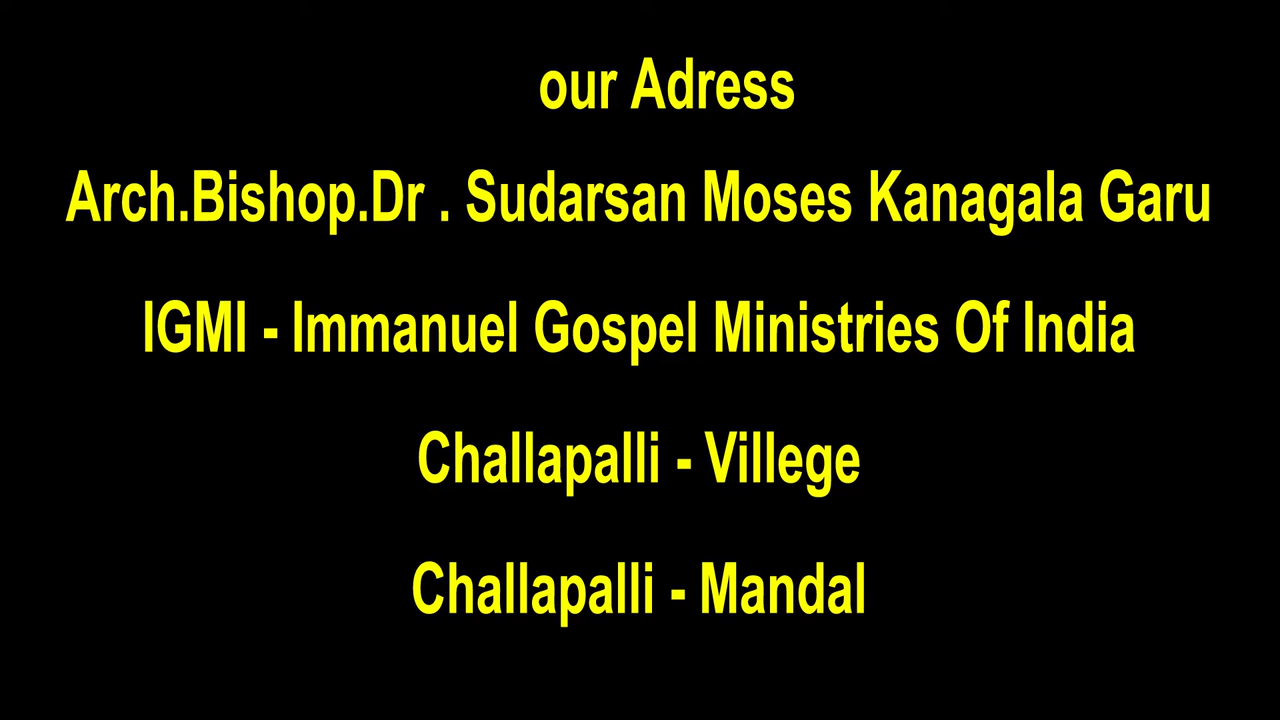 our Adress
Arch.Bishop.Dr . Sudarsan Moses Kanagala Garu
IGMI - Immanuel Gospel Ministries Of India
Challapalli - Villege
Challapalli - Mandal